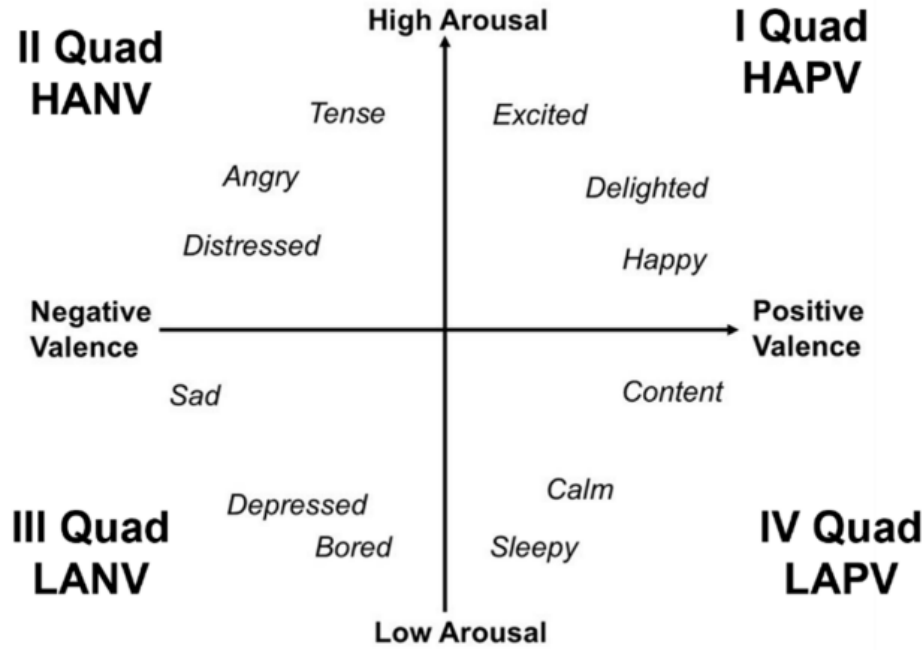 High Arousal
II Quad
HANV
I Quad
HAPV
Tense
Excited
Angry
Delighted
Distressed
Happy
Negative
Valence
Positive
Valence
Sad
Content
Depressed
Calm
Bored
Sleepy
III Quad
LANV
IV Quad
LAPV
Low Arousal